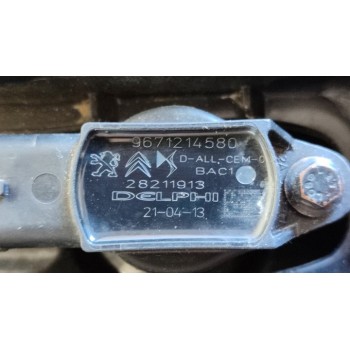 9671214580
D-ALL-CEM-0
BAC1
28211913
DELPHI
21-04-13